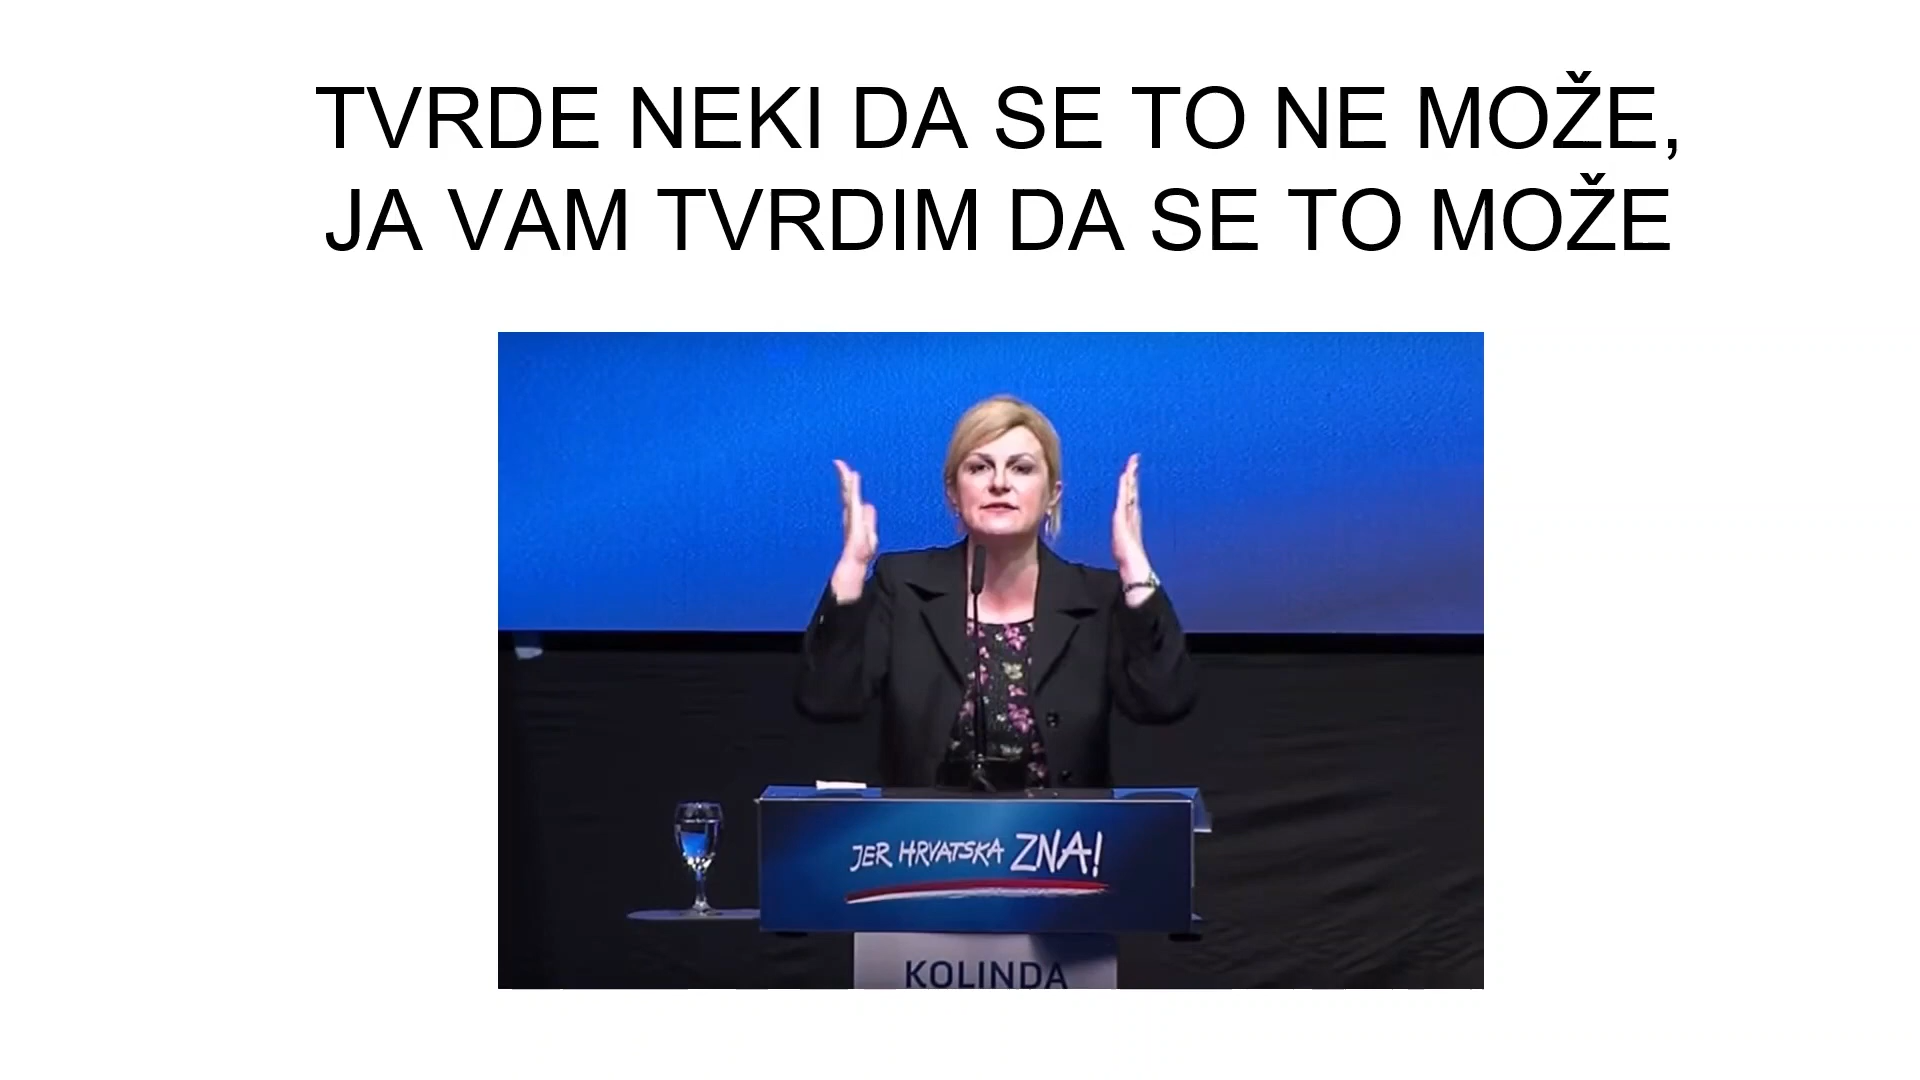 TVRDE NEKI DA SE TO NE MOŽE,
JA VAM TVRDIM DA SE TO MOŽE
JER HRVATSKA ZNA!
KOLINDA